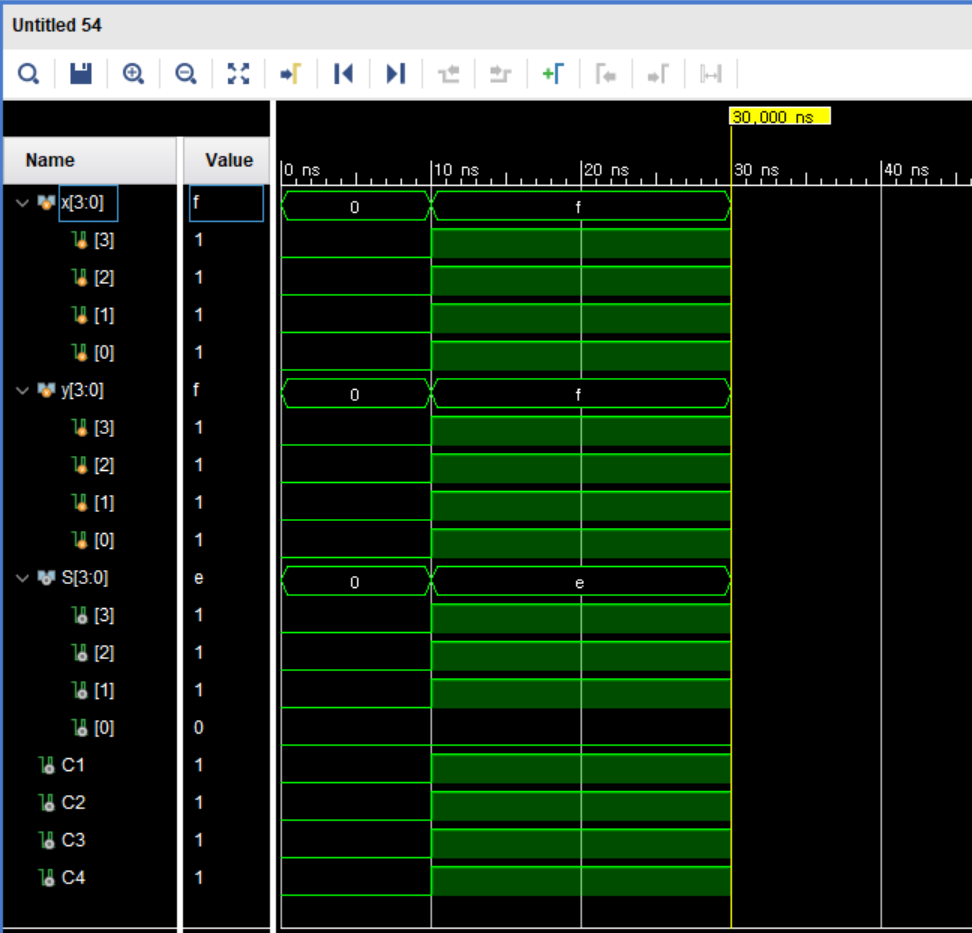 Untitled 54
30,000 ns
Name Value 0 ns 10 ns 20 ns 30 ns 40 ns
x[3:0] f 0 f
[3] 1
[2] 1
[1] 1
[0] 1
y[3:0] f 0 f
[3] 1
[2] 1
[1] 1
[0] 1
S[3:0] e 0 e
[3] 1
[2] 1
[1] 1
[0] 0
C1 1
C2 1
C3 1
C4 1